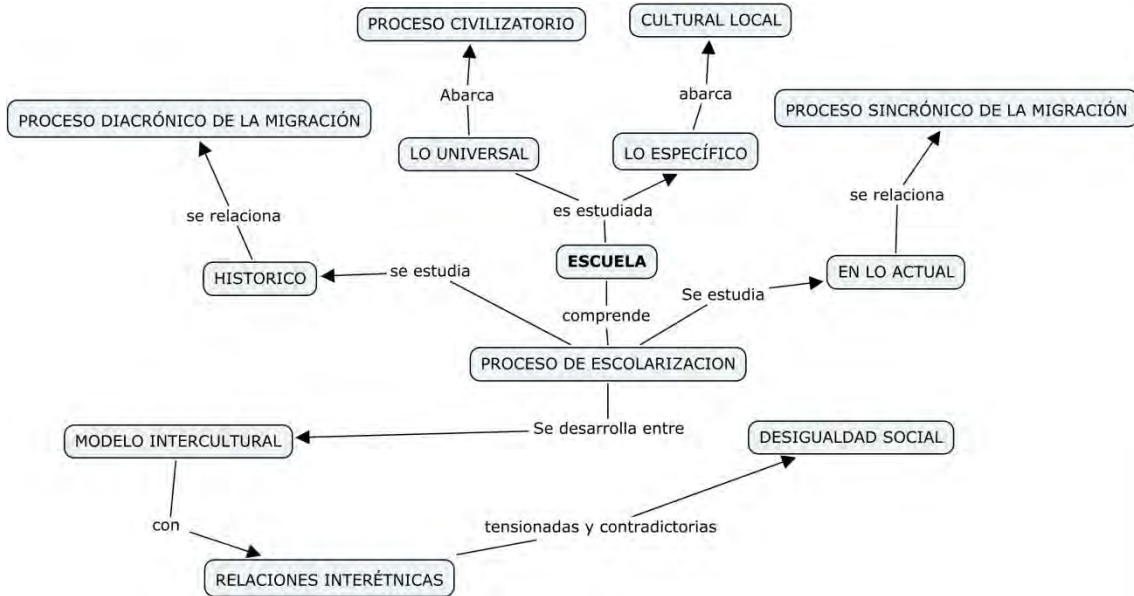 PROCESO CIVILIZATORIO
CULTURAL LOCAL
Abarca
abarca
PROCESO DIACRÓNICO DE LA MIGRACIÓN
PROCESO SINCRÓNICO DE LA MIGRACIÓN
LO UNIVERSAL
LO ESPECÍFICO
se relaciona
es estudiada
se relaciona
ESCUELA
HISTORICO
se estudia
EN LO ACTUAL
Se estudia
comprende
PROCESO DE ESCOLARIZACION
Se desarrolla entre
MODELO INTERCULTURAL
DESIGUALDAD SOCIAL
con
tensionadas y contradictorias
RELACIONES INTERÉTNICAS